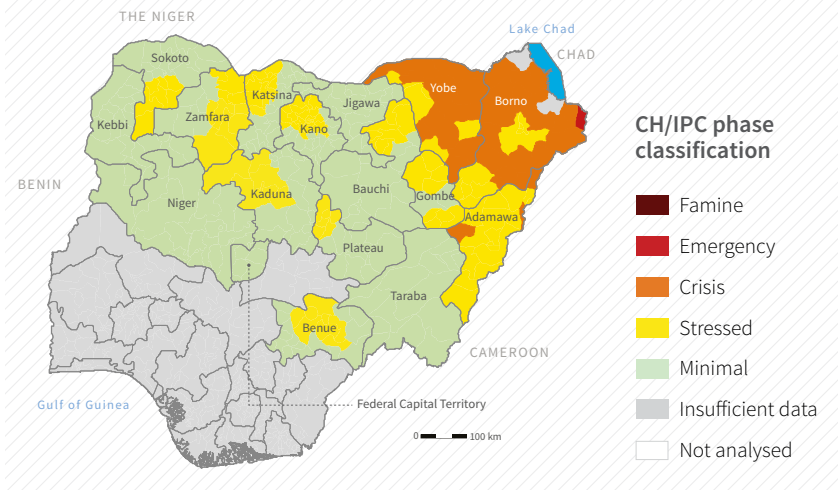 THE NIGER
Lake Chad
CHAD
Sokoto
Katsina
Yobe
Jigawa
Borno
Zamfara
Kebbi
Kano
CH/IPC phase
classification
BENIN
Kaduna
Bauchi
Gombe
Niger
Adamawa
Famine
Plateau
Emergency
Crisis
Taraba
Benue
Stressed
CAMEROON
Minimal
Gulf of Guinea
Federal Capital Territory
Insufficient data
0 100 km
Not analysed